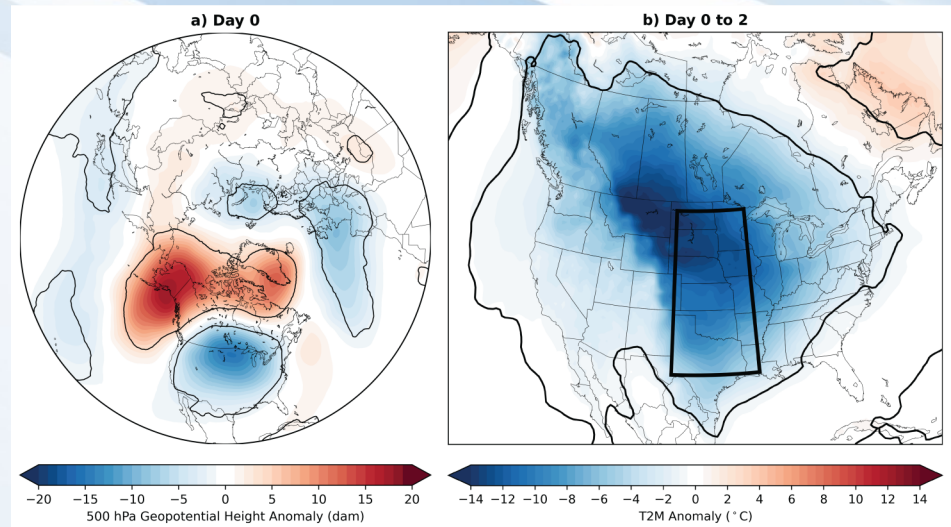 a) Day 0
b) Day 0 to 2
−20 −15 −10 −5 0 5 10 15 20
500 hPa Geopotential Height Anomaly (dam)
−14 −12 −10 −8 −6 −4 −2 0 2 4 6 8 10 12 14
T2M Anomaly (°C)